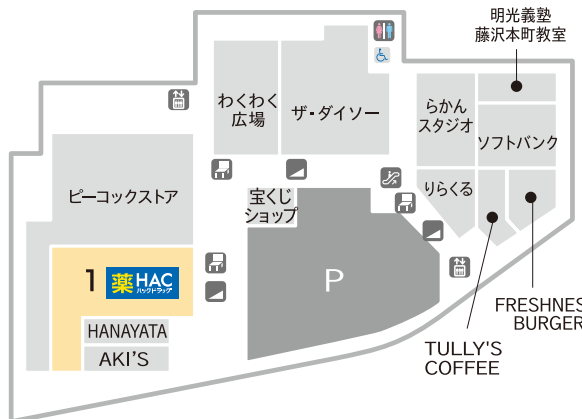 明光義塾
藤沢本町教室
わくわく
広場
ザ・ダイソー
らかん
スタジオ
ソフトバンク
ピーコックストア
宝くじ
ショップ
りらくる
1
薬 HAC
ハックドラッグ
P
HANAYATA
AKI'S
FRESHNES
BURGER
TULLY'S
COFFEE